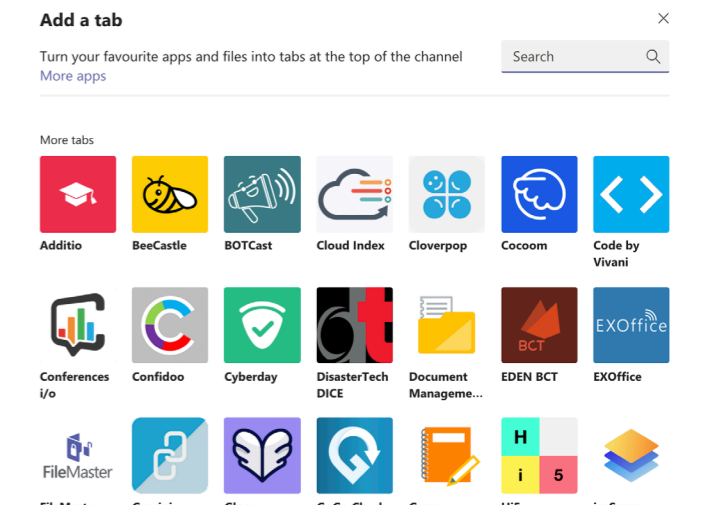 Add a tab
Turn your favourite apps and files into tabs at the top of the channel
Search
More apps
More tabs
Additio
BeeCastle
BOTCast
Cloud Index
Cloverpop
Cocoom
Code by
Vivani
BCT
EXOffice
Conferences
i/o
Confidoo
Cyberday
DisasterTech
DICE
Document
Manageme...
EDEN BCT
EXOffice
FileMaster
H
i 5